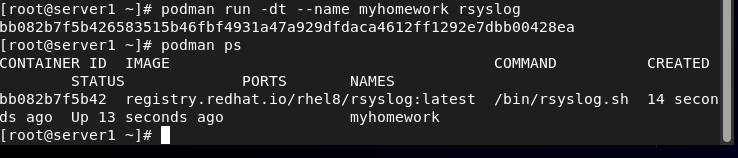 [root@server1 ~]# podman run -dt --name myhomework rsyslog
bb082b7f5b426583515b46fbf4931a47a929dfdaca4612ff1292e7dbb00428ea
[root@server1 ~]# podman ps
CONTAINER ID  IMAGE                                   COMMAND          CREATED
        STATUS            PORTS       NAMES
bb082b7f5b42  registry.redhat.io/rhel8/rsyslog:latest  /bin/rsyslog.sh  14 secon
ds ago  Up 13 seconds ago             myhomework
[root@server1 ~]#